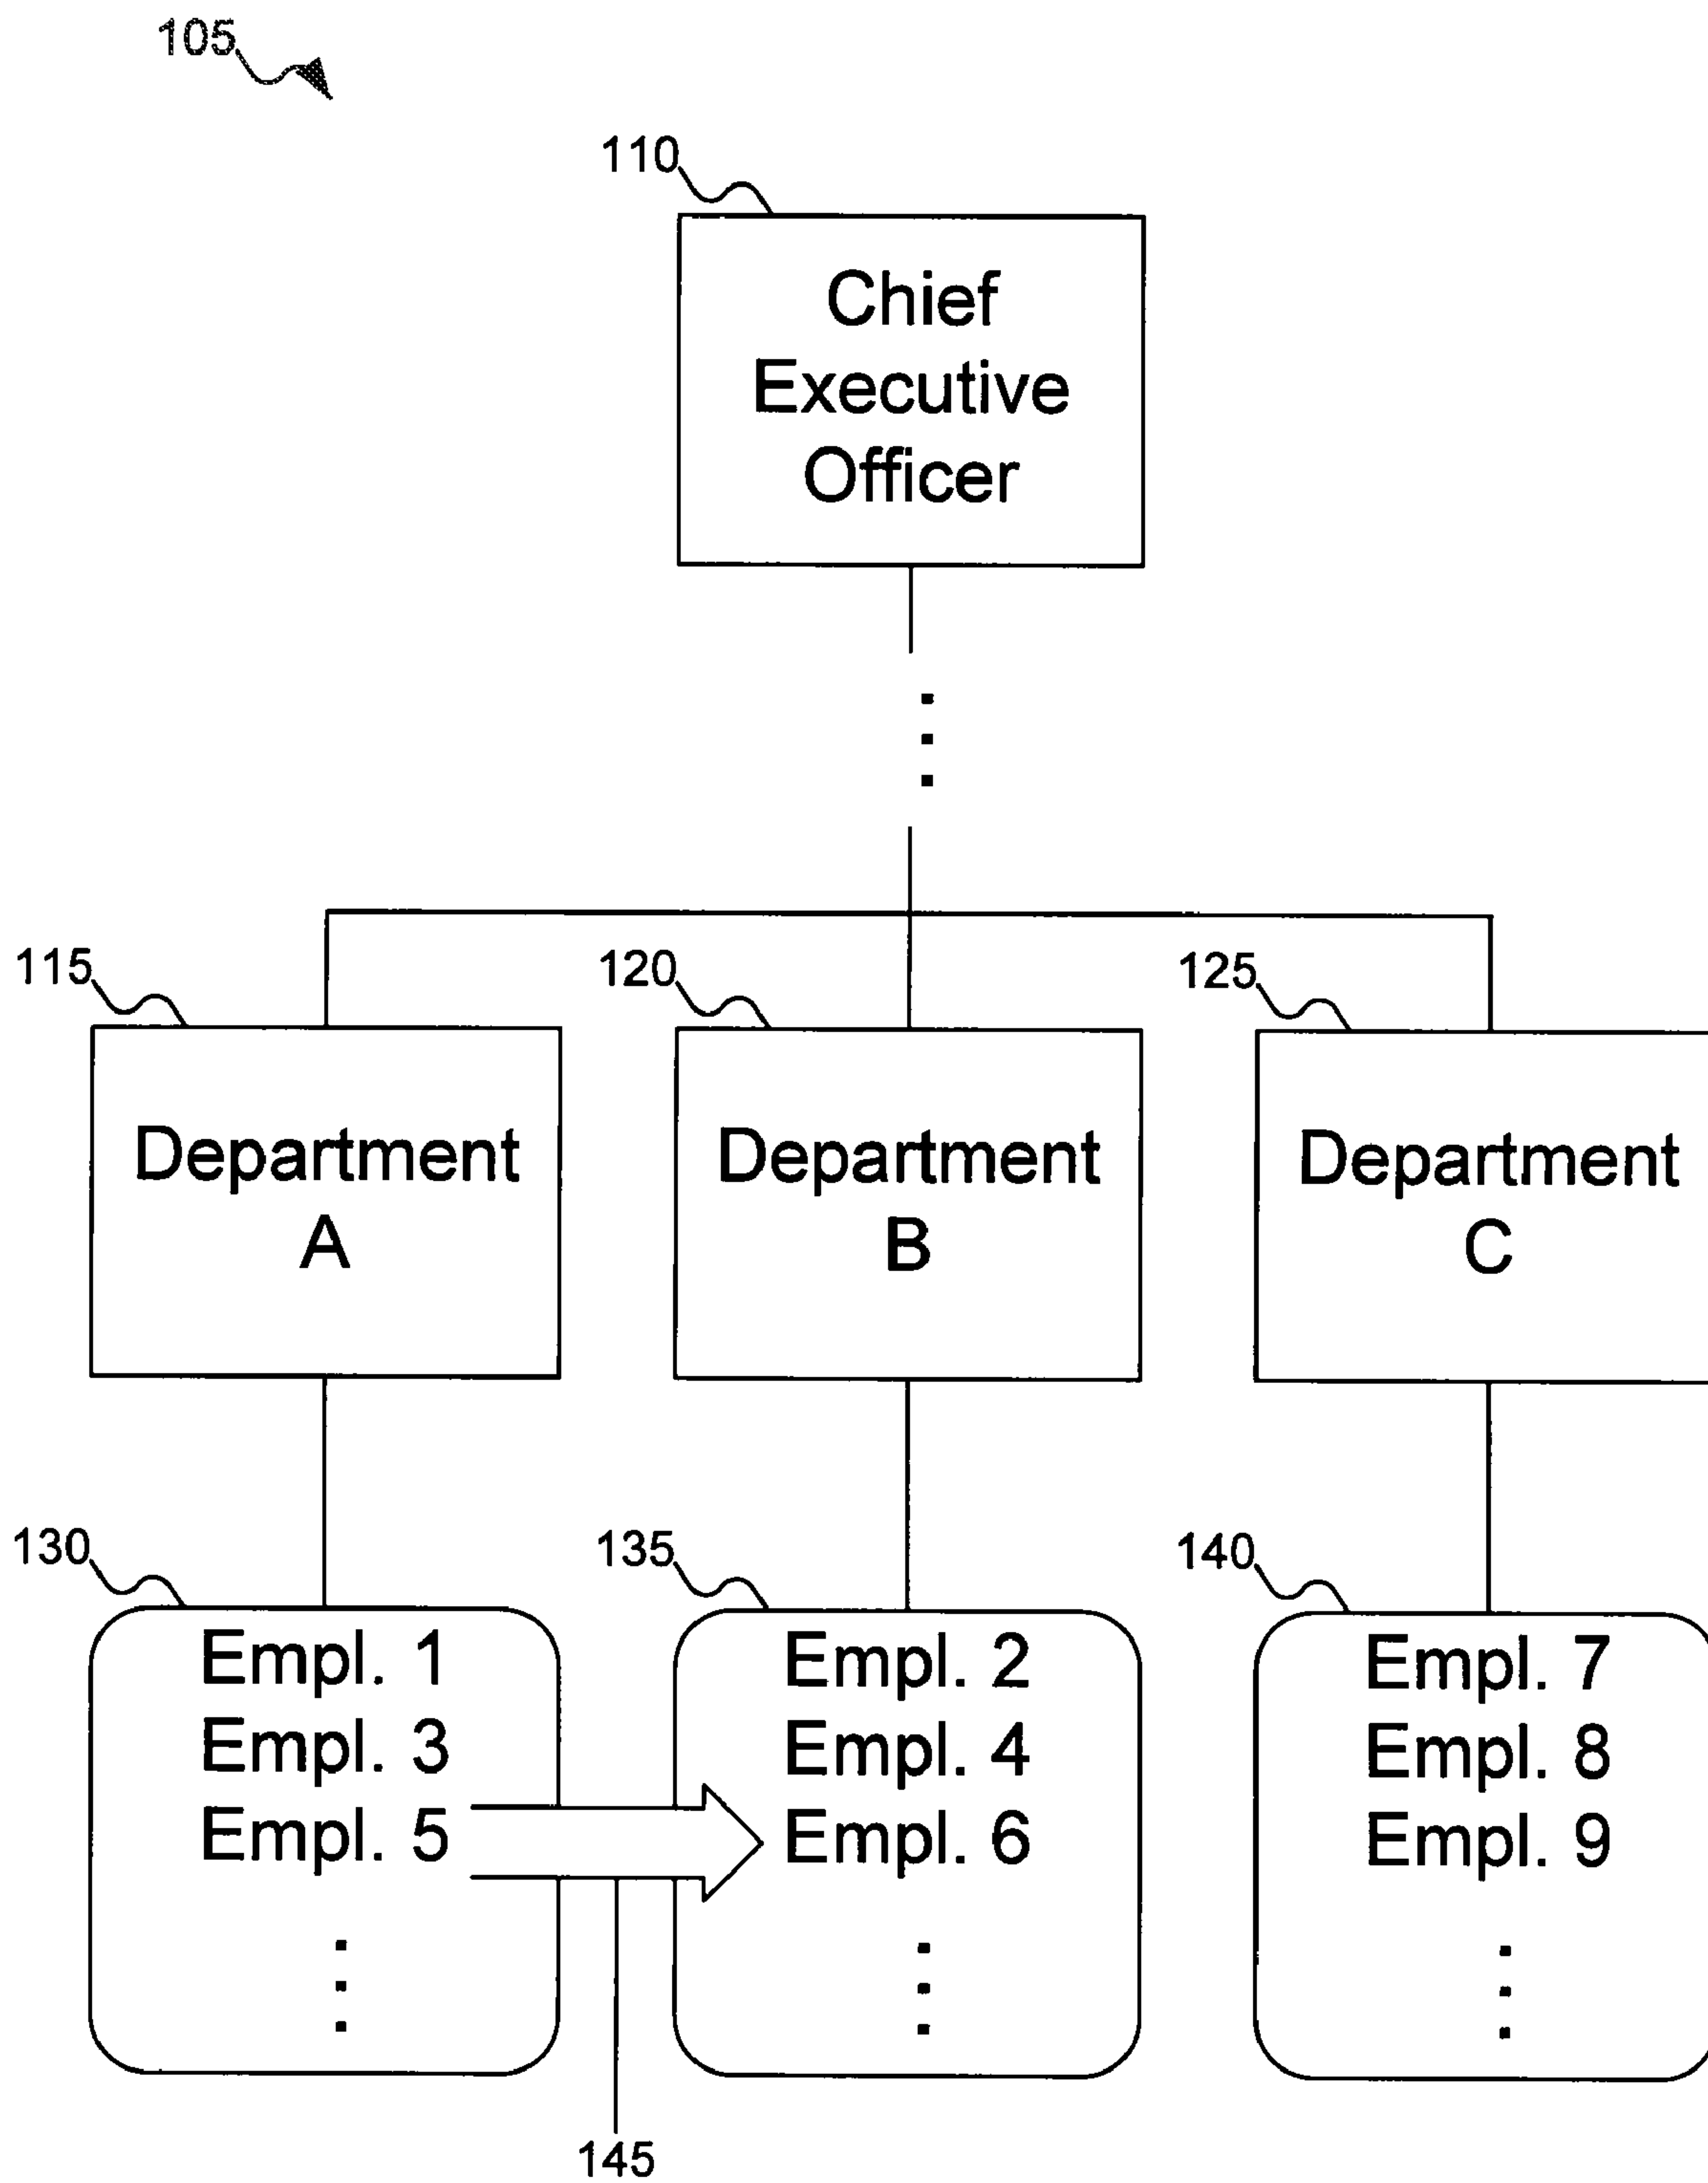 105
110
Chief
Executive
Officer
115
120
125
Department
A
Department
B
Department
C
130
135
140
Empl. 1
Empl. 3
Empl. 5
Empl. 2
Empl. 4
Empl. 6
Empl. 7
Empl. 8
Empl. 9
145